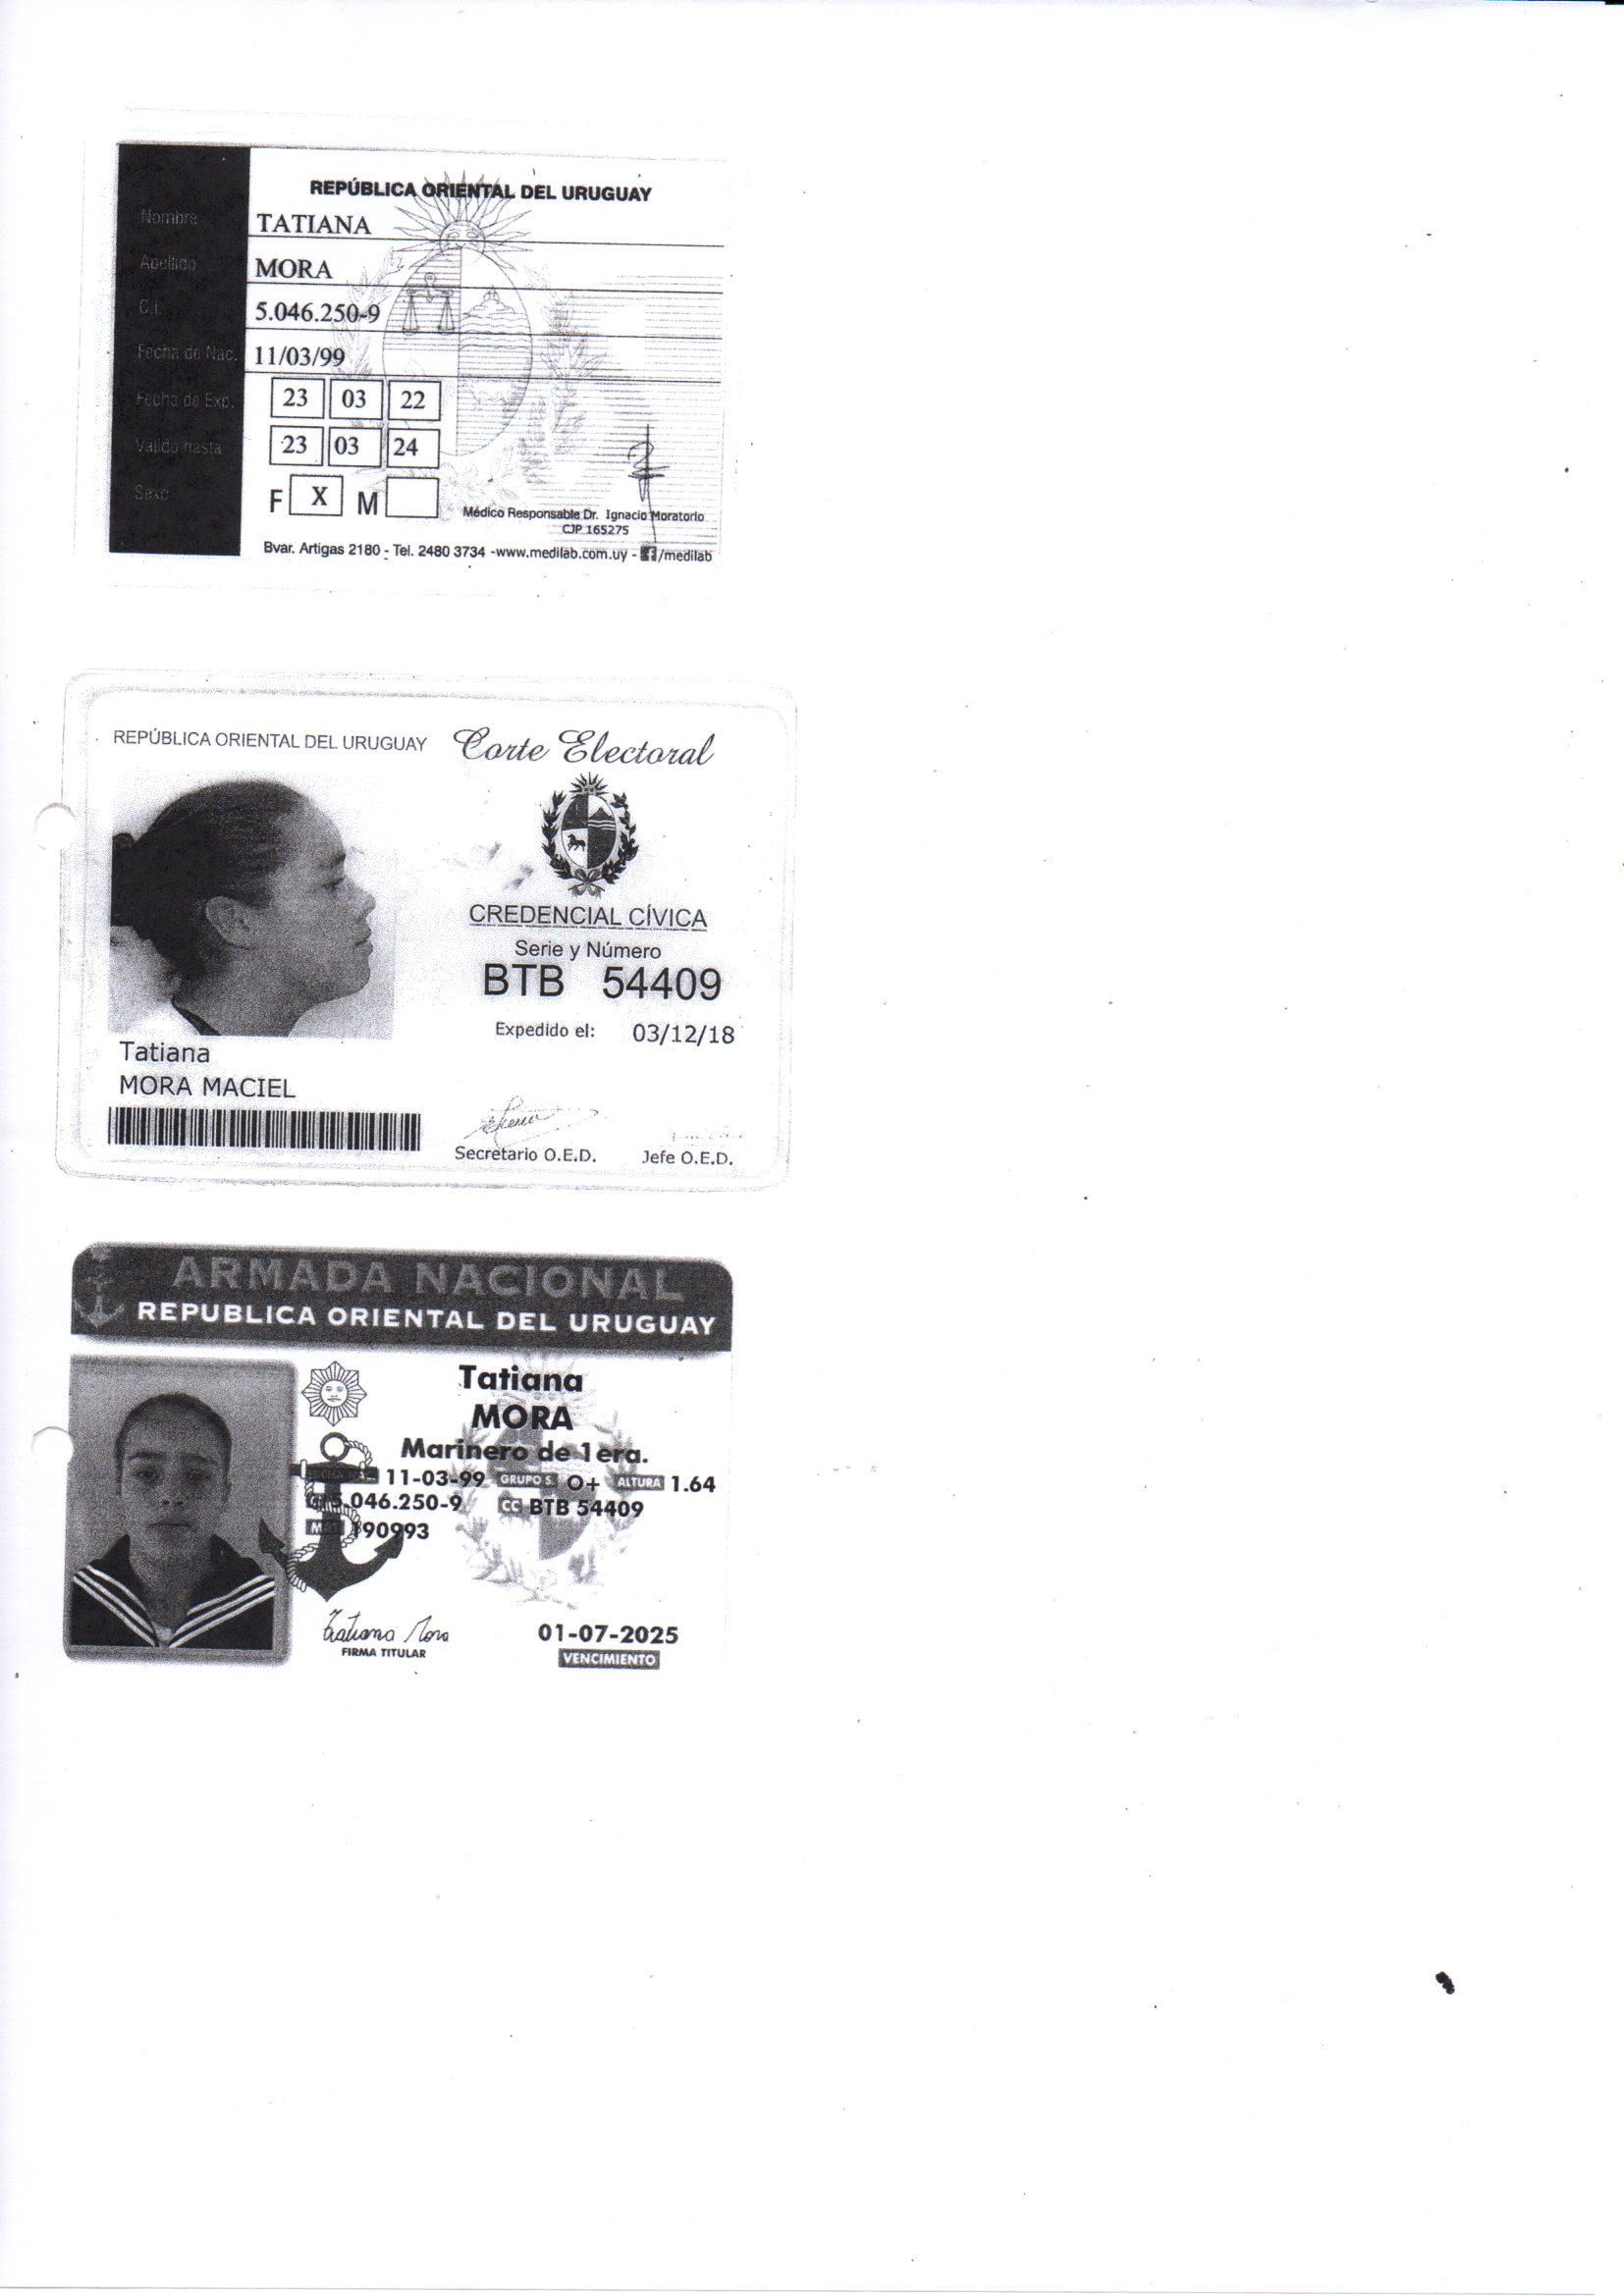 REPÚBLICA ORIENTAL DEL URUGUAY
Nombre TATIANA
Apellido MORA
C.I. 5.046.250-9
Fecha de Nac. 11/03/99
Fecha de Exp. 23 03 22
Valido hasta 23 03 24
Sexo F X M
Médico Responsable Dr. Ignacio Moratorio
CJP 165275
Bvar. Artigas 2180 - Tel. 2480 3734 -www.medilab.com.uy - /medilab
REPÚBLICA ORIENTAL DEL URUGUAY Corte Electoral
CREDENCIAL CÍVICA
Serie y Número
BTB 54409
Expedido el: 03/12/18
Tatiana
MORA MACIEL
Secretario O.E.D. Jefe O.E.D.
ARMADA NACIONAL
REPUBLICA ORIENTAL DEL URUGUAY
Tatiana
MORA
Marinero de 1era.
11-03-99 GRUPO S. O+ ALTURA 1.64
5.046.250-9 CC BTB 54409
190993
Tatiana Mora
FIRMA TITULAR
01-07-2025
VENCIMIENTO